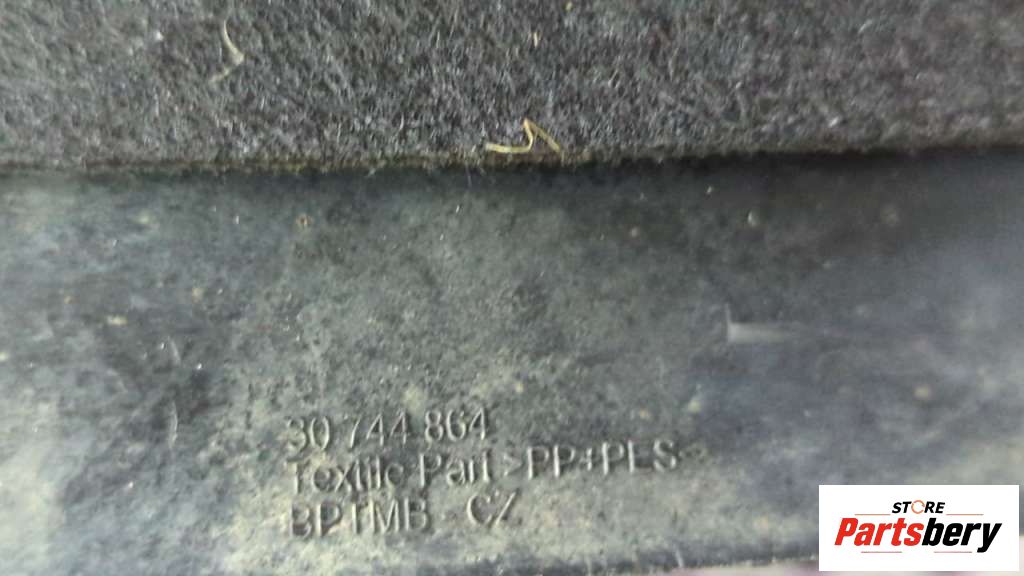 30 744 864
Textile Part >PP+PES<
BPTMB CZ
STORE
Partsbery